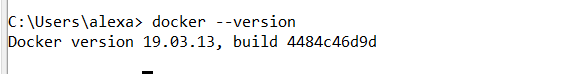 C:\Users\alexa> docker --version
Docker version 19.03.13, build 4484c46d9d